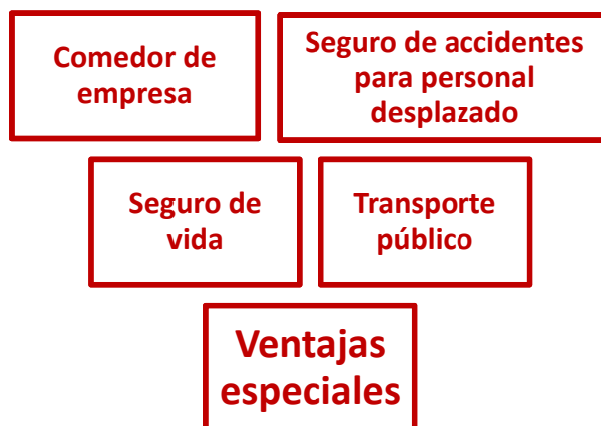 Comedor de
empresa
Seguro de accidentes
para personal
desplazado
Seguro de
vida
Transporte
público
Ventajas
especiales